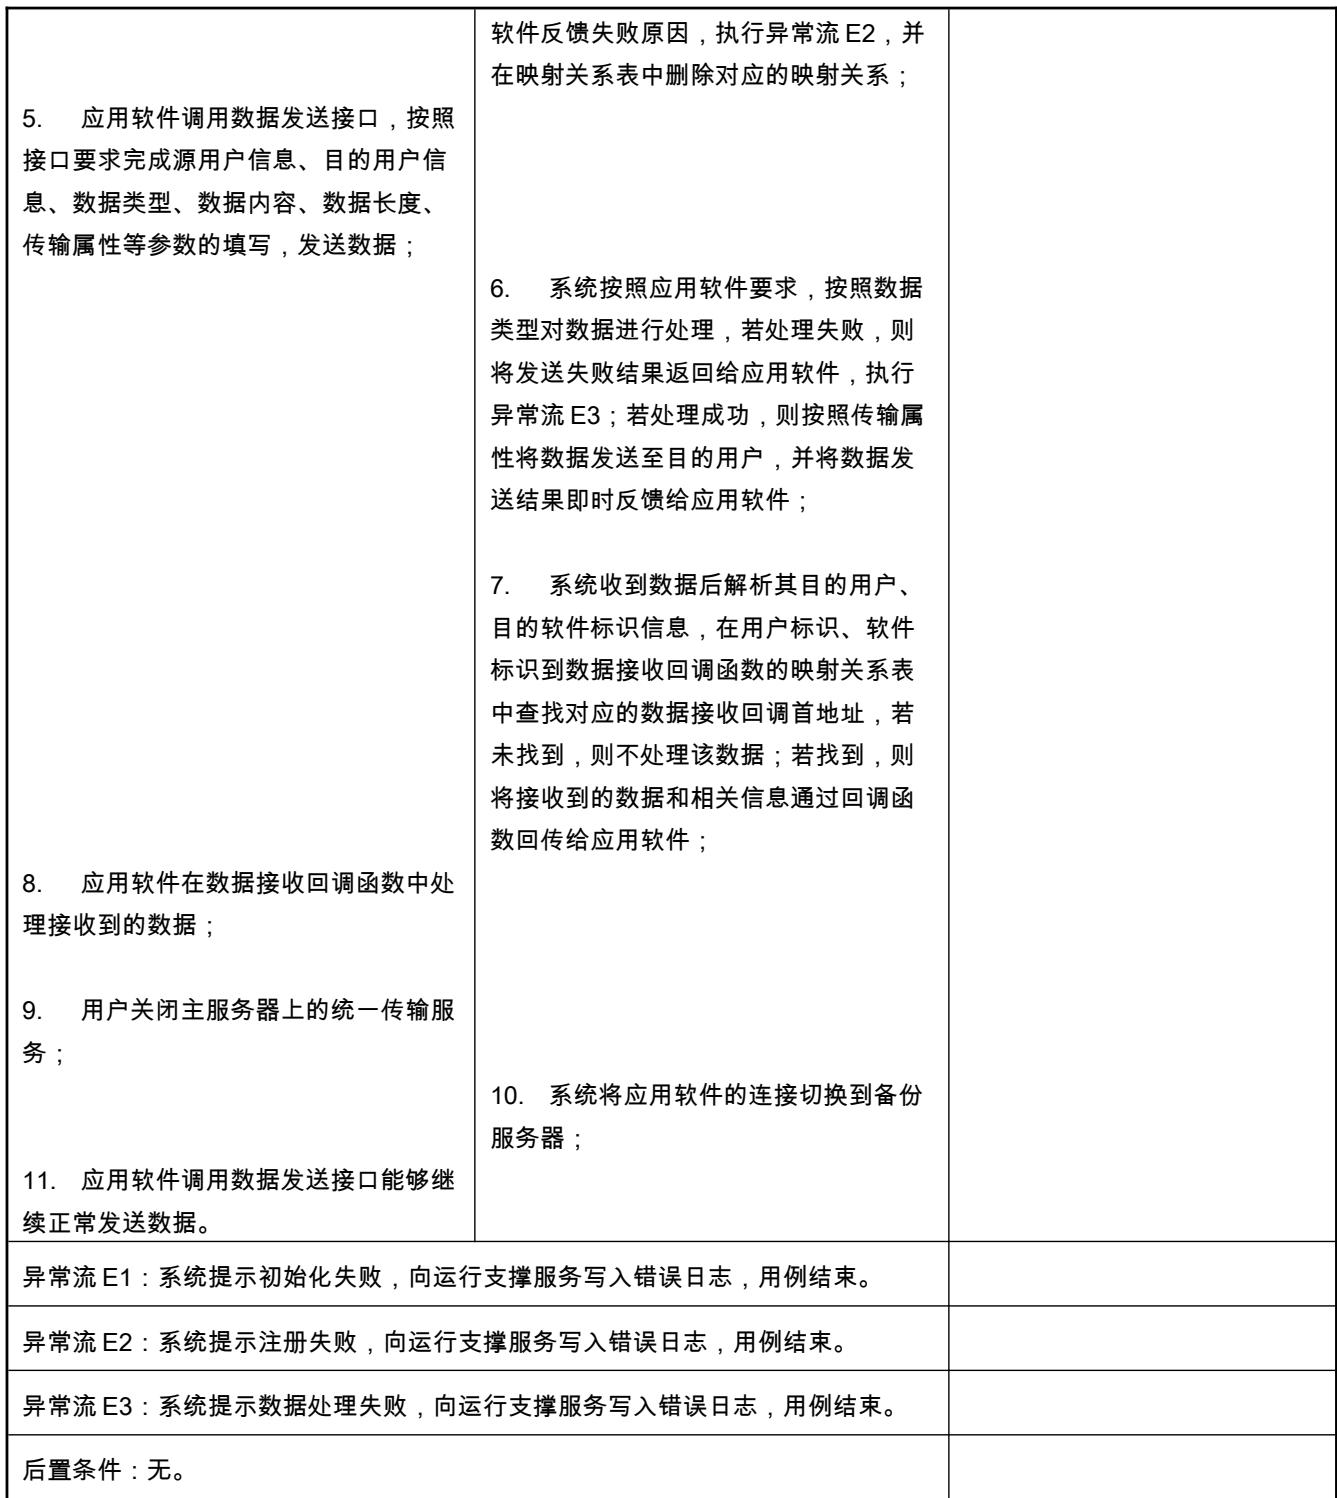 软件反馈失败原因，执行异常流 E2，并
在映射关系表中删除对应的映射关系；
5. 应用软件调用数据发送接口，按照
接口要求完成源用户信息、目的用户信
息、数据类型、数据内容、数据长度、
传输属性等参数的填写，发送数据；
6. 系统按照应用软件要求，按照数据
类型对数据进行处理，若处理失败，则
将发送失败结果返回给应用软件，执行
异常流 E3；若处理成功，则按照传输属
性将数据发送至目的用户，并将数据发
送结果即时反馈给应用软件；
7. 系统收到数据后解析其目的用户、
目的软件标识信息，在用户标识、软件
标识到数据接收回调函数的映射关系表
中查找对应的数据接收回调首地址，若
未找到，则不处理该数据；若找到，则
将接收到的数据和相关信息通过回调函
数回传给应用软件；
8. 应用软件在数据接收回调函数中处
理接收到的数据；
9. 用户关闭主服务器上的统一传输服
务；
10. 系统将应用软件的连接切换到备份
服务器；
11. 应用软件调用数据发送接口能够继
续正常发送数据。
异常流 E1：系统提示初始化失败，向运行支撑服务写入错误日志，用例结束。
异常流 E2：系统提示注册失败，向运行支撑服务写入错误日志，用例结束。
异常流 E3：系统提示数据处理失败，向运行支撑服务写入错误日志，用例结束。
后置条件：无。